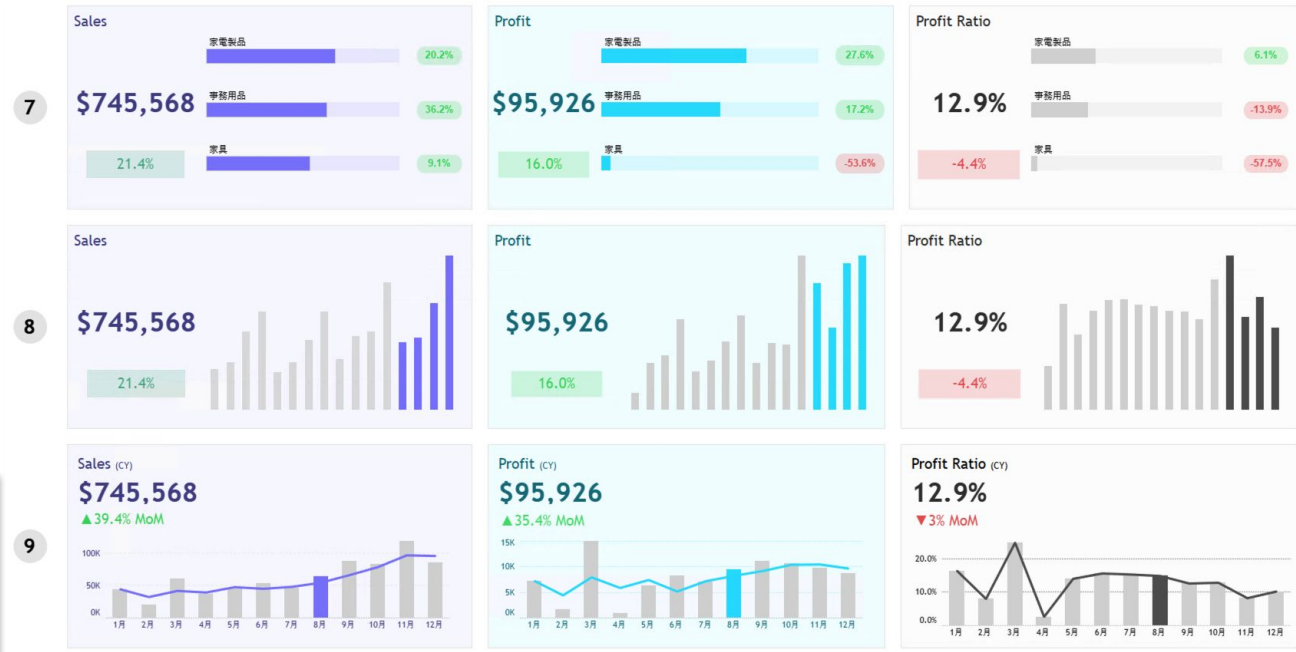 7
Sales
家電製品
20.2%
$745,568
事務用品
36.2%
21.4%
家具
9.1%
Profit
家電製品
27.6%
$95,926
事務用品
17.2%
16.0%
家具
-53.6%
Profit Ratio
家電製品
6.1%
12.9%
事務用品
-13.9%
-4.4%
家具
-57.5%
8
Sales
$745,568
21.4%
Profit
$95,926
16.0%
Profit Ratio
12.9%
-4.4%
9
Sales (CY)
$745,568
▲39.4% MoM
100K
50K
0K
1月 2月 3月 4月 5月 6月 7月 8月 9月 10月 11月 12月
Profit (CY)
$95,926
▲35.4% MoM
15K
10K
5K
0K
1月 2月 3月 4月 5月 6月 7月 8月 9月 10月 11月 12月
Profit Ratio (CY)
12.9%
▼3% MoM
20.0%
10.0%
0.0%
1月 2月 3月 4月 5月 6月 7月 8月 9月 10月 11月 12月